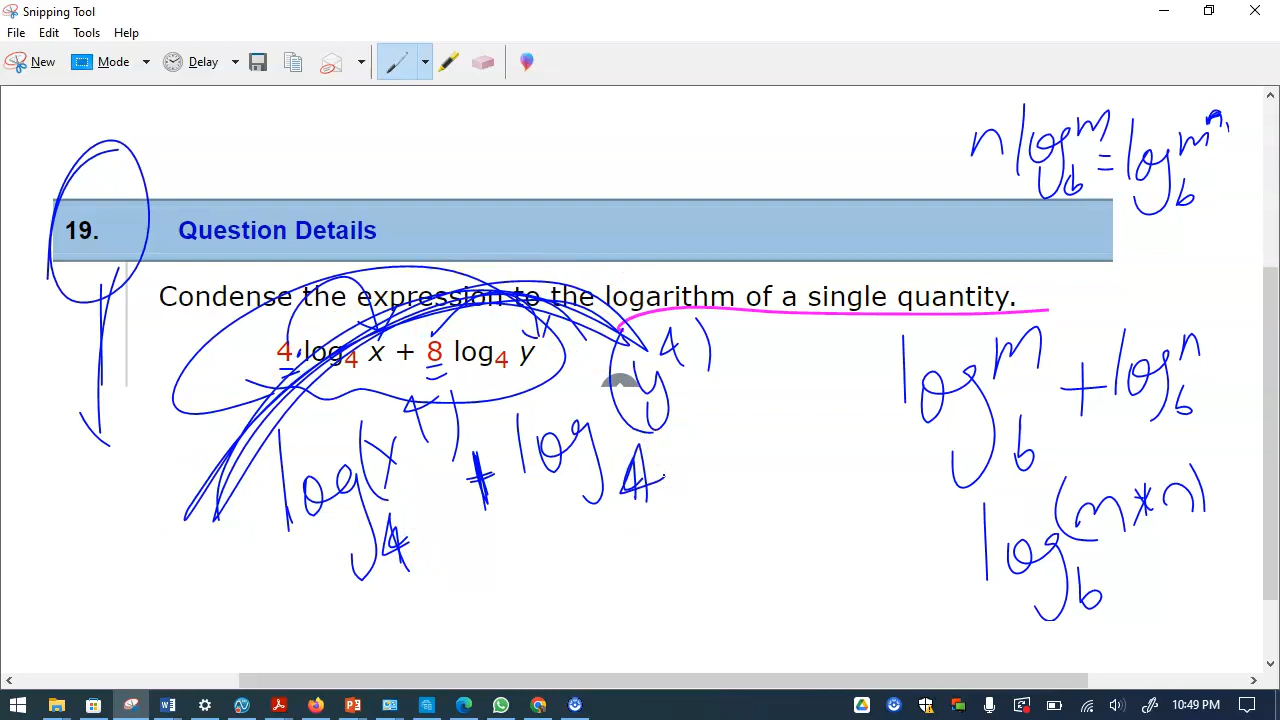 Snipping Tool
File Edit Tools Help
New Mode Delay
n log_b m = log_b m^n
19. Question Details
Condense the expression to the logarithm of a single quantity.
4 log₄ x + 8 log₄ y
log_b m + log_b n
log_4 (x^4) + log_4 (y^4)
log_b (m*n)
10:49 PM